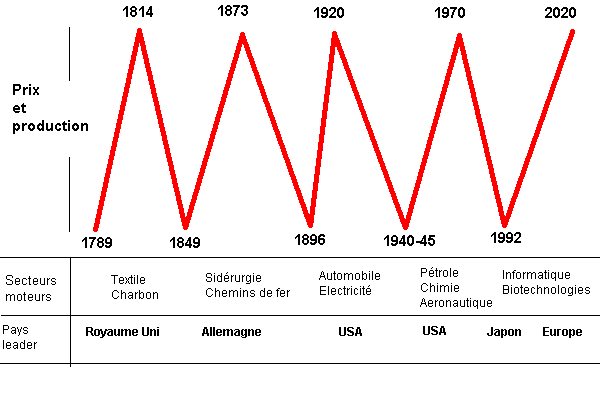 1814 1873 1920 1970 2020
Prix
et
production
1789 1849 1896 1940-45 1992
Secteurs
moteurs
Textile
Charbon
Sidérurgie
Chemins de fer
Automobile
Electricité
Pétrole
Chimie
Aeronautique
Informatique
Biotechnologies
Pays
leader
Royaume Uni Allemagne USA USA Japon Europe